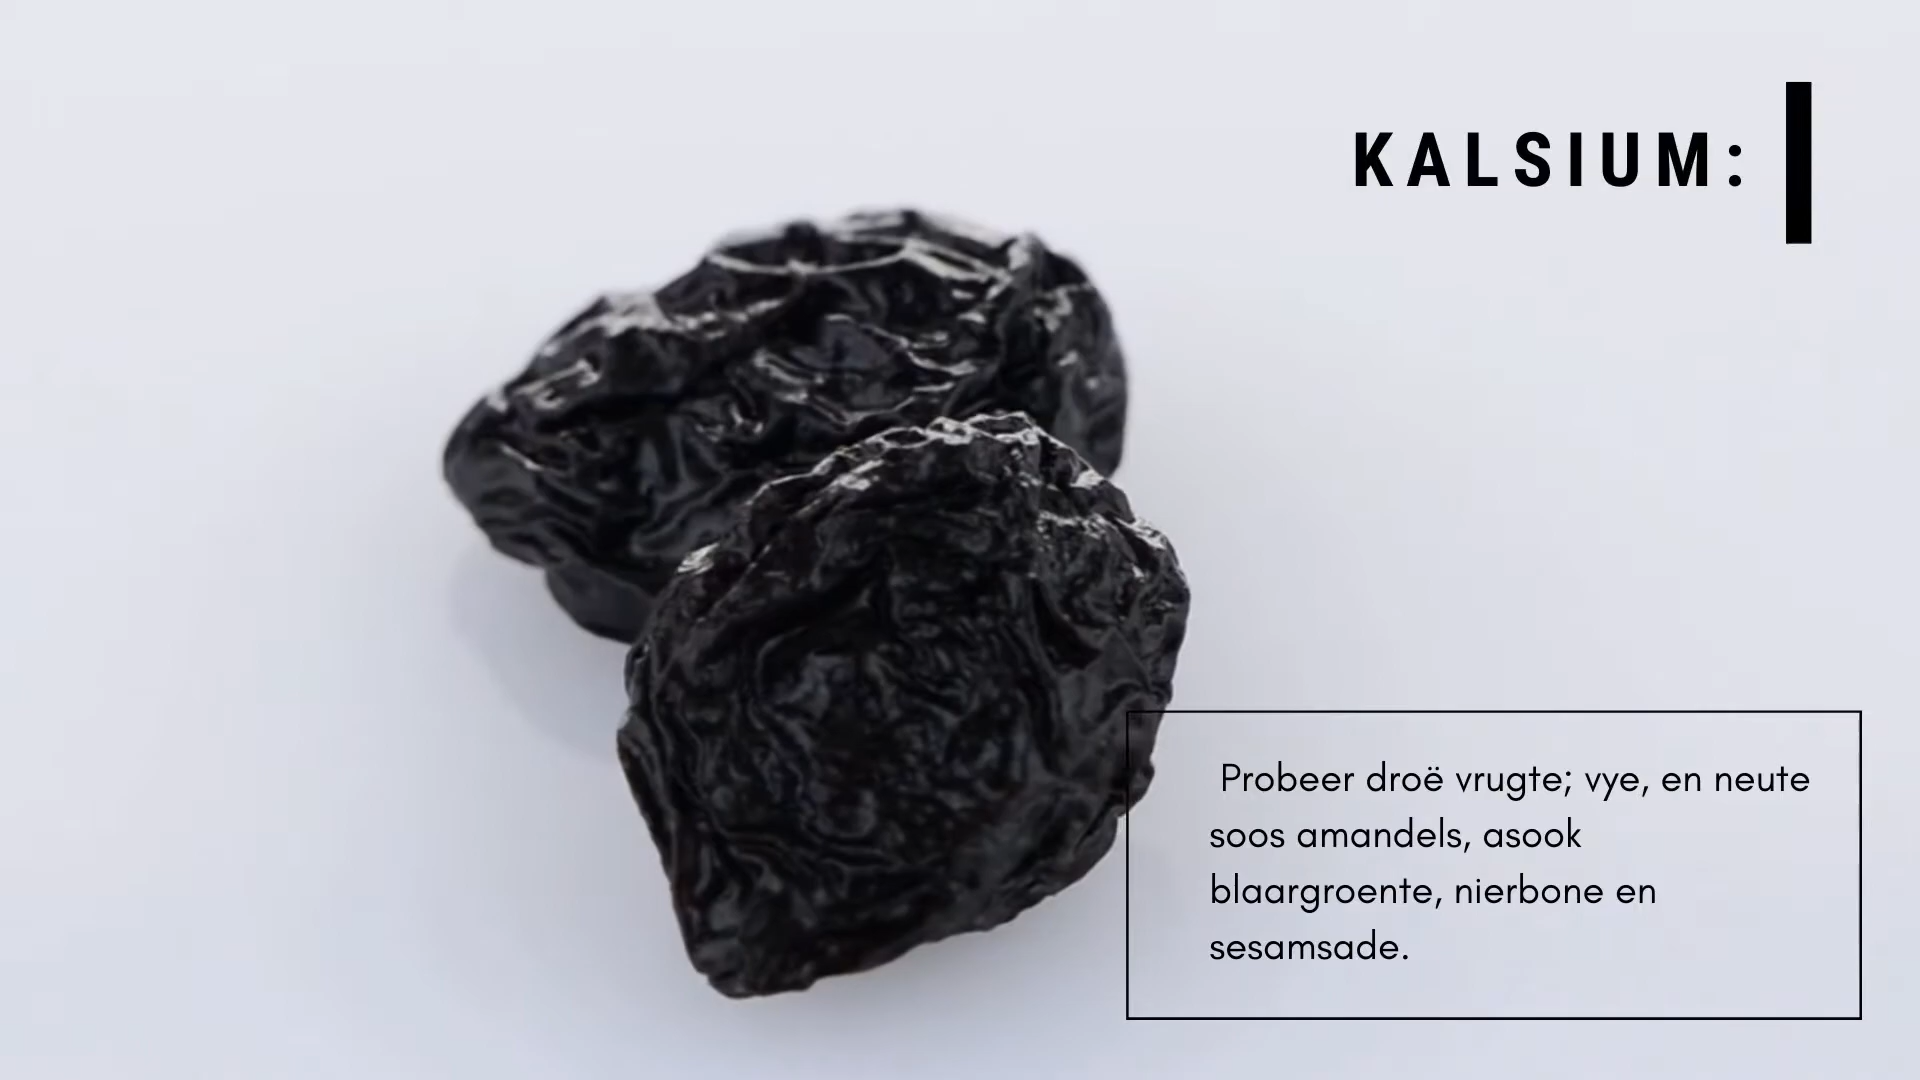 KALSIUM:
Probeer droë vrugte; vye, en neute
soos amandels, asook
blaargroente, nierbone en
sesamsade.